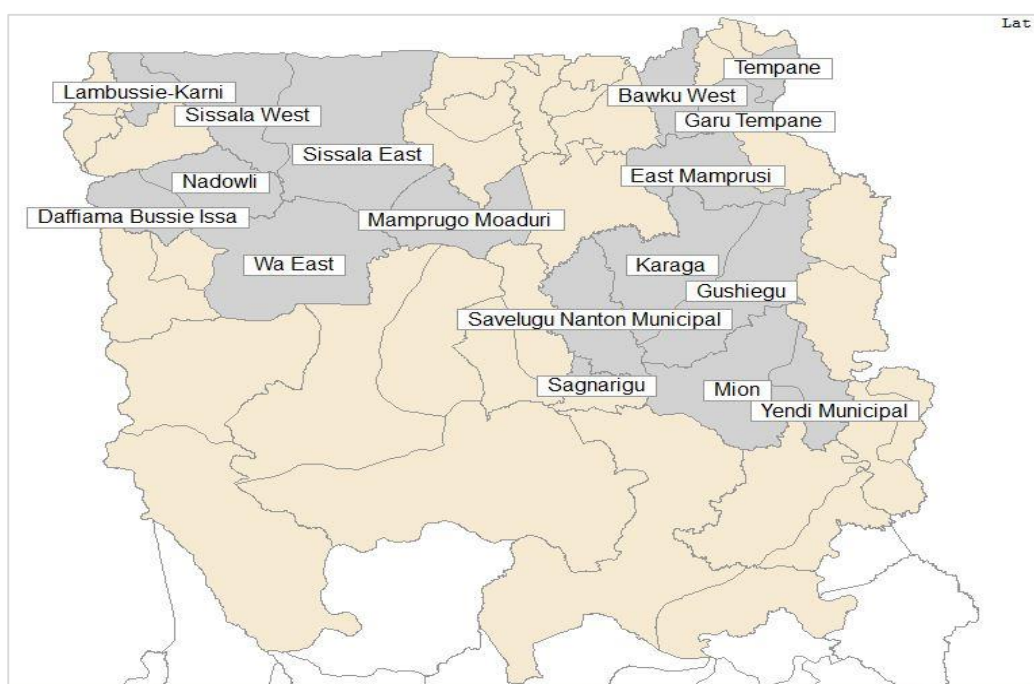 Lat
Tempane
Lambussie-Karni
Bawku West
Sissala West
Garu Tempane
Sissala East
Nadowli
East Mamprusi
Daffiama Bussie Issa
Mamprugo Moaduri
Wa East
Karaga
Gushiegu
Savelugu Nanton Municipal
Sagnarigu
Mion
Yendi Municipal